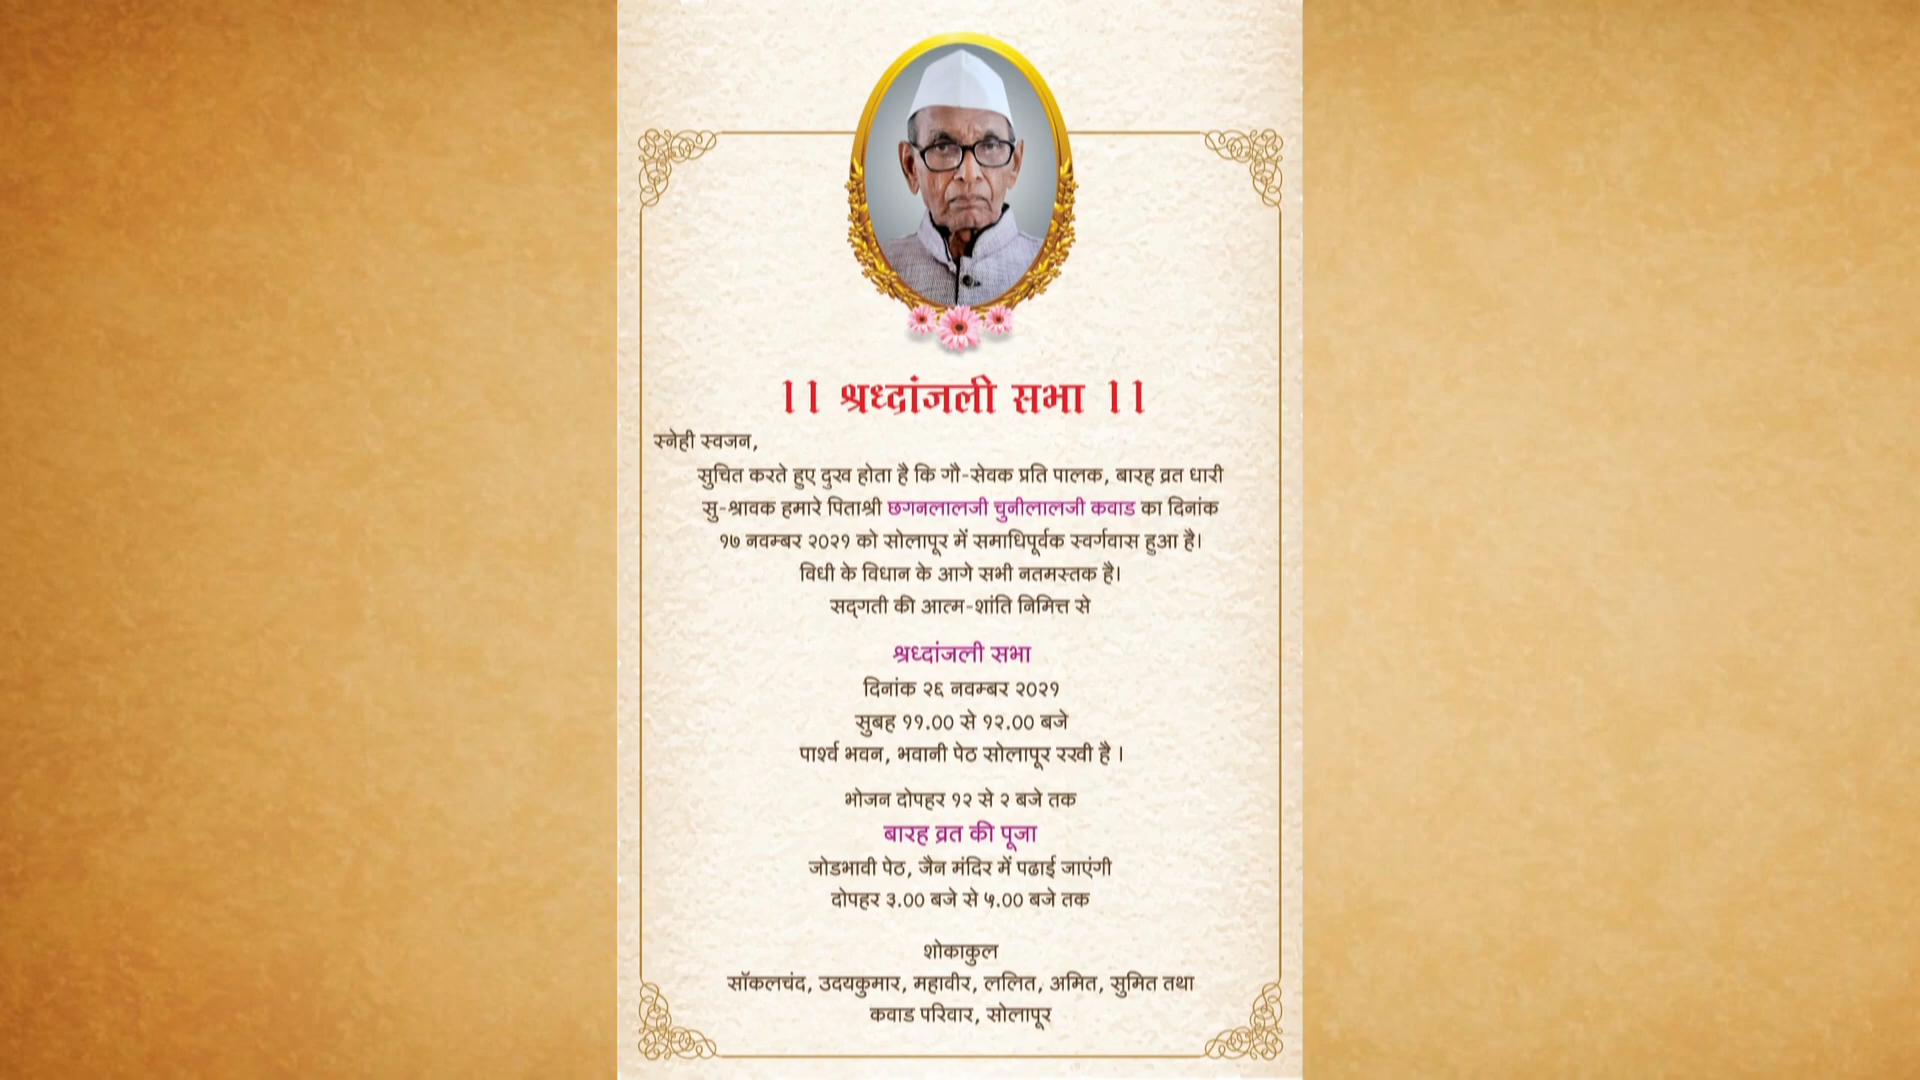 ।। श्रध्दांजली सभा ।।
स्नेही स्वजन,
सुचित करते हुए दुख होता है कि गौ-सेवक प्रति पालक, बारह व्रत धारी
सु-श्रावक हमारे पिताश्री छगनलालजी चुनीलालजी कवाड का दिनांक
१७ नवम्बर २०२१ को सोलापूर में समाधिपूर्वक स्वर्गवास हुआ है।
विधी के विधान के आगे सभी नतमस्तक है।
सद्‌गती की आत्म-शांति निमित्त से
श्रध्दांजली सभा
दिनांक २६ नवम्बर २०२१
सुबह ११.०० से १२.०० बजे
पार्श्व भवन, भवानी पेठ सोलापूर रखी है ।
भोजन दोपहर १२ से २ बजे तक
बारह व्रत की पूजा
जोडभावी पेठ, जैन मंदिर में पढाई जाएंगी
दोपहर ३.०० बजे से ५.०० बजे तक
शोकाकुल
सॉकलचंद, उदयकुमार, महावीर, ललित, अमित, सुमित तथा
कवाड परिवार, सोलापूर